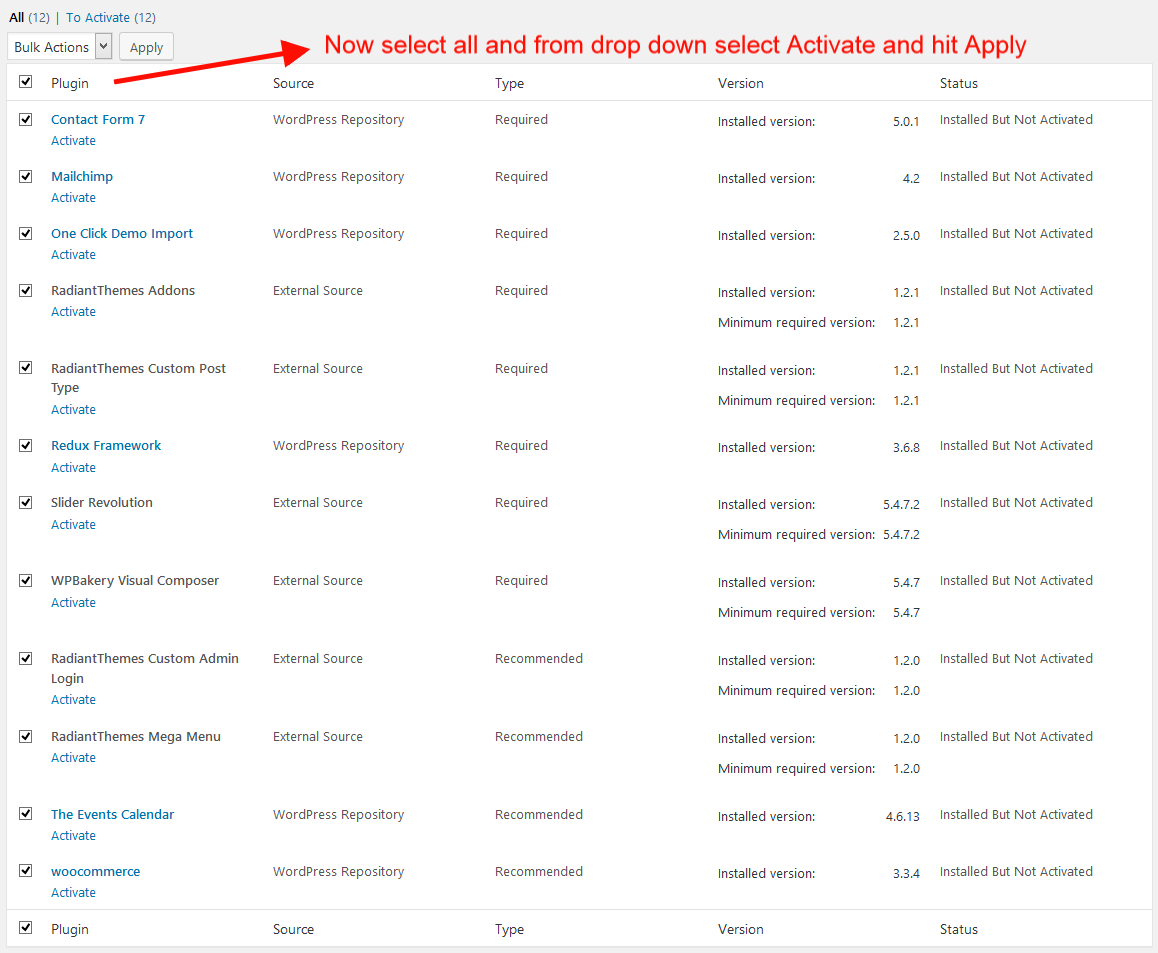 All (12) | To Activate (12)
Bulk Actions Apply
Now select all and from drop down select Activate and hit Apply
Plugin Source Type Version Status
Contact Form 7 WordPress Repository Required Installed version: 5.0.1 Installed But Not Activated
Activate
Mailchimp WordPress Repository Required Installed version: 4.2 Installed But Not Activated
Activate
One Click Demo Import WordPress Repository Required Installed version: 2.5.0 Installed But Not Activated
Activate
RadiantThemes Addons External Source Required Installed version: 1.2.1 Installed But Not Activated
Activate Minimum required version: 1.2.1
RadiantThemes Custom Post External Source Required Installed version: 1.2.1 Installed But Not Activated
Type Minimum required version: 1.2.1
Activate
Redux Framework WordPress Repository Required Installed version: 3.6.8 Installed But Not Activated
Activate
Slider Revolution External Source Required Installed version: 5.4.7.2 Installed But Not Activated
Activate Minimum required version: 5.4.7.2
WPBakery Visual Composer External Source Required Installed version: 5.4.7 Installed But Not Activated
Activate Minimum required version: 5.4.7
RadiantThemes Custom Admin External Source Recommended Installed version: 1.2.0 Installed But Not Activated
Login Minimum required version: 1.2.0
Activate
RadiantThemes Mega Menu External Source Recommended Installed version: 1.2.0 Installed But Not Activated
Activate Minimum required version: 1.2.0
The Events Calendar WordPress Repository Recommended Installed version: 4.6.13 Installed But Not Activated
Activate
woocommerce WordPress Repository Recommended Installed version: 3.3.4 Installed But Not Activated
Activate
Plugin Source Type Version Status